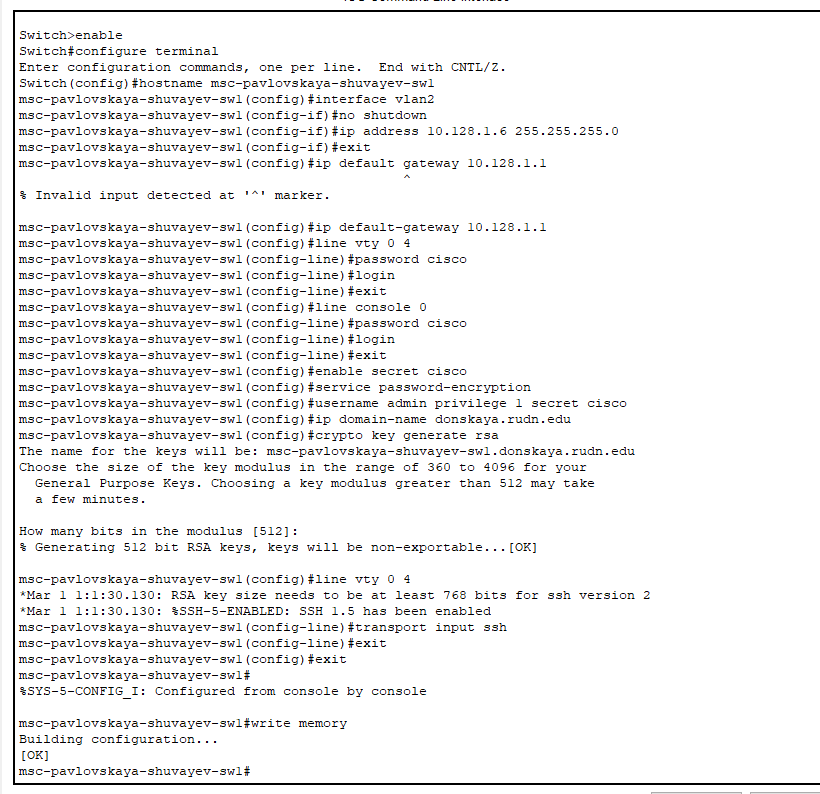 Switch>enable
Switch#configure terminal
Enter configuration commands, one per line.  End with CNTL/Z.
Switch(config)#hostname msc-pavlovskaya-shuvayev-sw1
msc-pavlovskaya-shuvayev-sw1(config)#interface vlan2
msc-pavlovskaya-shuvayev-sw1(config-if)#no shutdown
msc-pavlovskaya-shuvayev-sw1(config-if)#ip address 10.128.1.6 255.255.255.0
msc-pavlovskaya-shuvayev-sw1(config-if)#exit
msc-pavlovskaya-shuvayev-sw1(config)#ip default gateway 10.128.1.1
^
% Invalid input detected at '^' marker.
msc-pavlovskaya-shuvayev-sw1(config)#ip default-gateway 10.128.1.1
msc-pavlovskaya-shuvayev-sw1(config)#line vty 0 4
msc-pavlovskaya-shuvayev-sw1(config-line)#password cisco
msc-pavlovskaya-shuvayev-sw1(config-line)#login
msc-pavlovskaya-shuvayev-sw1(config-line)#exit
msc-pavlovskaya-shuvayev-sw1(config)#line console 0
msc-pavlovskaya-shuvayev-sw1(config-line)#password cisco
msc-pavlovskaya-shuvayev-sw1(config-line)#login
msc-pavlovskaya-shuvayev-sw1(config-line)#exit
msc-pavlovskaya-shuvayev-sw1(config)#enable secret cisco
msc-pavlovskaya-shuvayev-sw1(config)#service password-encryption
msc-pavlovskaya-shuvayev-sw1(config)#username admin privilege 1 secret cisco
msc-pavlovskaya-shuvayev-sw1(config)#ip domain-name donskaya.rudn.edu
msc-pavlovskaya-shuvayev-sw1(config)#crypto key generate rsa
The name for the keys will be: msc-pavlovskaya-shuvayev-sw1.donskaya.rudn.edu
Choose the size of the key modulus in the range of 360 to 4096 for your
General Purpose Keys. Choosing a key modulus greater than 512 may take
a few minutes.
How many bits in the modulus [512]:
% Generating 512 bit RSA keys, keys will be non-exportable...[OK]
msc-pavlovskaya-shuvayev-sw1(config)#line vty 0 4
*Mar 1 1:1:30.130: RSA key size needs to be at least 768 bits for ssh version 2
*Mar 1 1:1:30.130: %SSH-5-ENABLED: SSH 1.5 has been enabled
msc-pavlovskaya-shuvayev-sw1(config-line)#transport input ssh
msc-pavlovskaya-shuvayev-sw1(config-line)#exit
msc-pavlovskaya-shuvayev-sw1(config)#exit
msc-pavlovskaya-shuvayev-sw1#
%SYS-5-CONFIG_I: Configured from console by console
msc-pavlovskaya-shuvayev-sw1#write memory
Building configuration...
[OK]
msc-pavlovskaya-shuvayev-sw1#